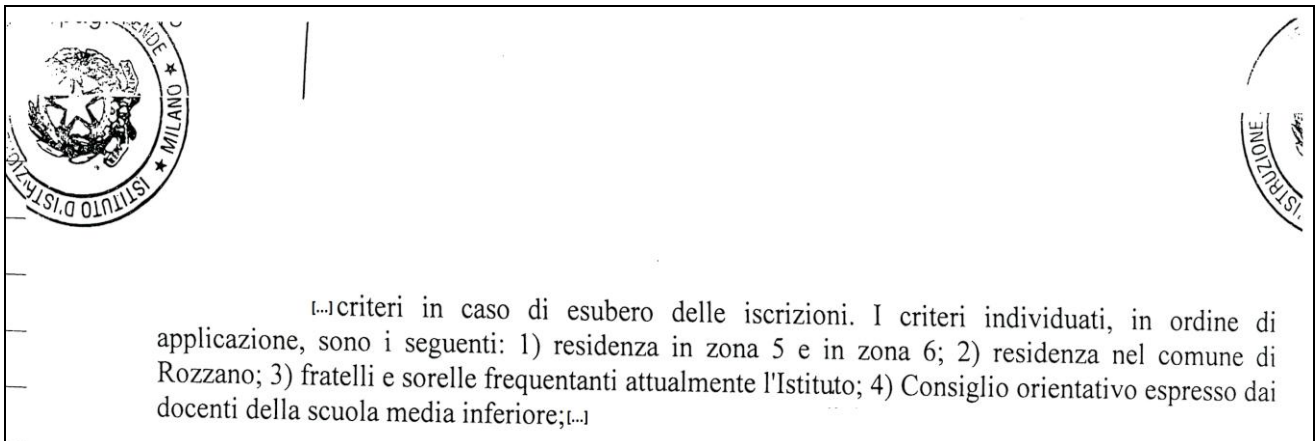 ENDE ★ MILANO ★ ISTITUTO D'ISTRUZIO
ISTRUZIONE
[...]criteri in caso di esubero delle iscrizioni. I criteri individuati, in ordine di
applicazione, sono i seguenti: 1) residenza in zona 5 e in zona 6; 2) residenza nel comune di
Rozzano; 3) fratelli e sorelle frequentanti attualmente l'Istituto; 4) Consiglio orientativo espresso dai
docenti della scuola media inferiore;[...]